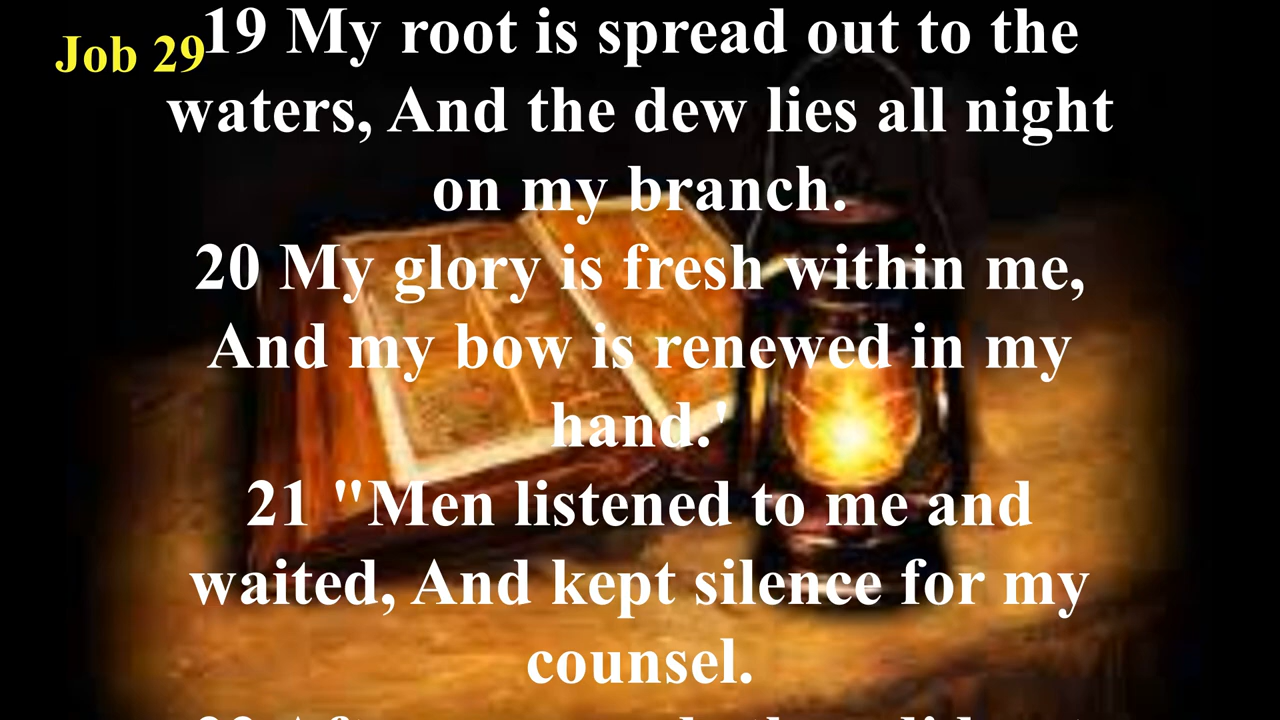 Job 29
19 My root is spread out to the
waters, And the dew lies all night
on my branch.
20 My glory is fresh within me,
And my bow is renewed in my
hand.'
21 "Men listened to me and
waited, And kept silence for my
counsel.